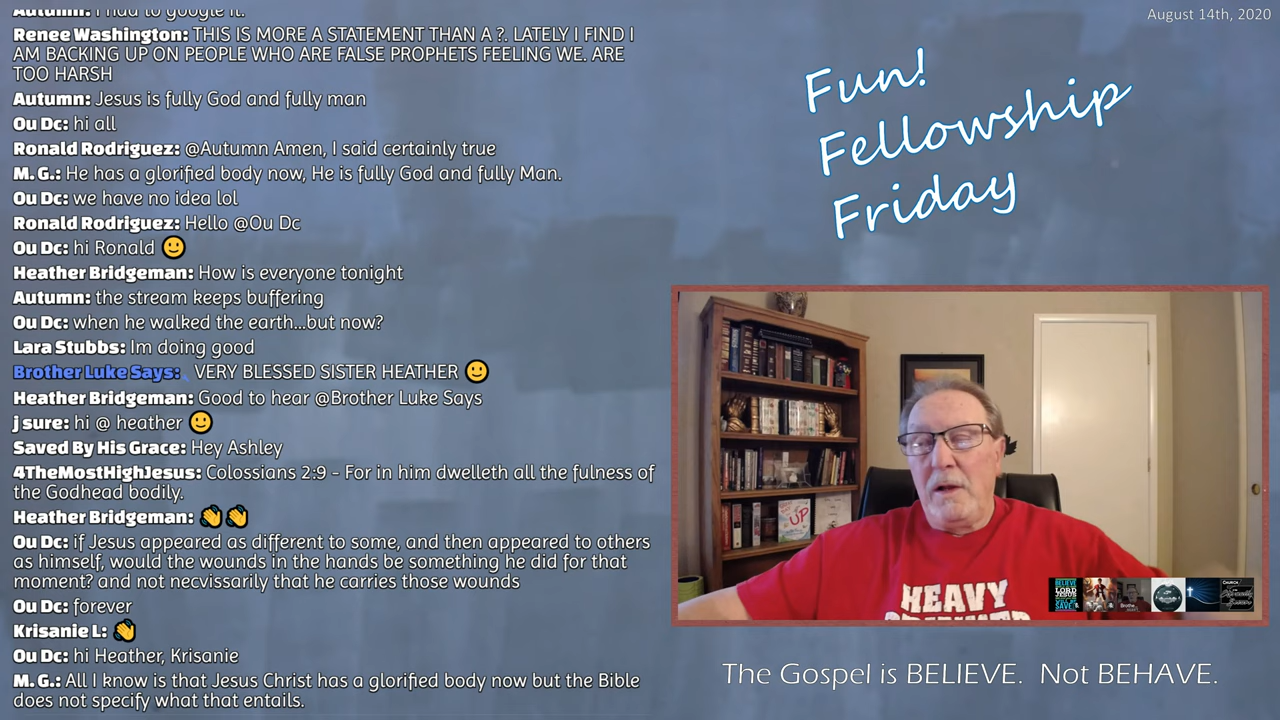 Autumn: I had to google it.
Renee Washington: THIS IS MORE A STATEMENT THAN A ?. LATELY I FIND I
AM BACKING UP ON PEOPLE WHO ARE FALSE PROPHETS FEELING WE. ARE
TOO HARSH
Autumn: Jesus is fully God and fully man
Ou Dc: hi all
Ronald Rodriguez: @Autumn Amen, I said certainly true
M. G.: He has a glorified body now, He is fully God and fully Man.
Ou Dc: we have no idea lol
Ronald Rodriguez: Hello @Ou Dc
Ou Dc: hi Ronald 🙂
Heather Bridgeman: How is everyone tonight
Autumn: the stream keeps buffering
Ou Dc: when he walked the earth...but now?
Lara Stubbs: Im doing good
Brother Luke Says: VERY BLESSED SISTER HEATHER 🙂
Heather Bridgeman: Good to hear @Brother Luke Says
j sure: hi @ heather 🙂
Saved By His Grace: Hey Ashley
4TheMostHighJesus: Colossians 2:9 - For in him dwelleth all the fulness of
the Godhead bodily.
Heather Bridgeman: 👋👋
Ou Dc: if Jesus appeared as different to some, and then appeared to others
as himself, would the wounds in the hands be something he did for that
moment? and not necvissarily that he carries those wounds
Ou Dc: forever
Krisanie L: 👋
Ou Dc: hi Heather, Krisanie
M. G.: All I know is that Jesus Christ has a glorified body now but the Bible
does not specify what that entails.
August 14th, 2020
Fun!
Fellowship
Friday
UP
HEAVY
BELIEVE
LORD
JESUS
SAVED
The Gospel is BELIEVE. Not BEHAVE.